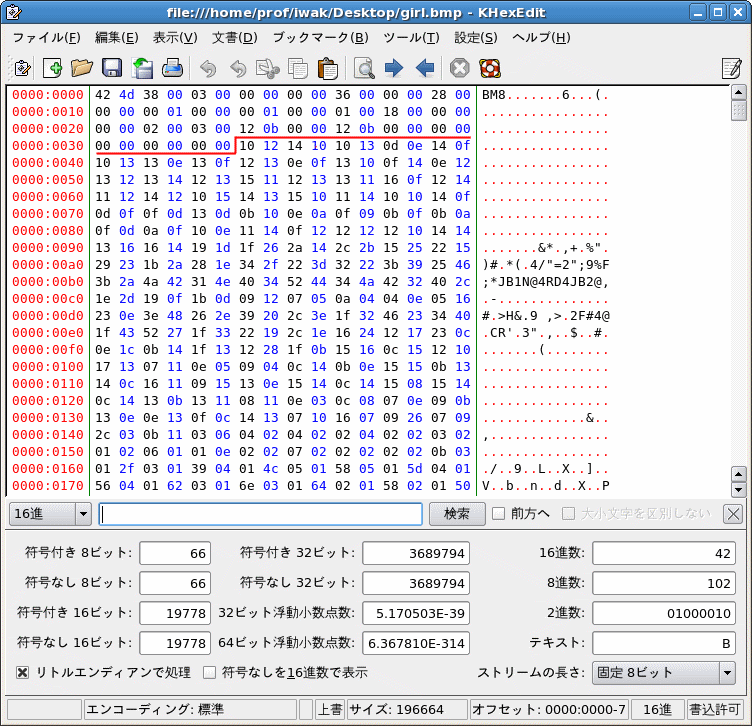 file:///home/prof/iwak/Desktop/girl.bmp - KHexEdit
ファイル(F) 編集(E) 表示(V) 文書(D) ブックマーク(B) ツール(T) 設定(S) ヘルプ(H)
0000:0000 42 4d 38 00 03 00 00 00 00 00 36 00 00 00 28 00 BM8.......6...(.
0000:0010 00 00 00 01 00 00 00 01 00 00 01 00 18 00 00 00 ................
0000:0020 00 00 02 00 03 00 12 0b 00 00 12 0b 00 00 00 00 ................
0000:0030 00 00 00 00 00 00 10 12 14 10 10 13 0d 0e 14 0f ................
0000:0040 10 13 13 0e 13 0f 12 13 0e 0f 13 10 0f 14 0e 12 ................
0000:0050 13 12 13 14 12 13 15 11 12 13 13 11 16 0f 12 14 ................
0000:0060 11 12 14 12 10 15 14 13 15 10 11 14 10 10 14 0f ................
0000:0070 0d 0f 0f 0d 13 0d 0b 10 0e 0a 0f 09 0b 0f 0b 0a ................
0000:0080 0f 0d 0a 0f 10 0e 11 14 0f 12 12 12 12 10 14 14 ................
0000:0090 13 16 16 14 19 1d 1f 26 2a 14 2c 2b 15 25 22 15 .......&*.,+.%".
0000:00a0 29 23 1b 2a 28 1e 34 2f 22 3d 32 22 3b 39 25 46 )#.*(.4/"=2";9%F
0000:00b0 3b 2a 4a 42 31 4e 40 34 52 44 34 4a 42 32 40 2c ;*JB1N@4RD4JB2@,
0000:00c0 1e 2d 19 0f 1b 0d 09 12 07 05 0a 04 04 0e 05 16 .-..............
0000:00d0 23 0e 3e 48 26 2e 39 20 2c 3e 1f 32 46 23 34 40 #.>H&.9 ,>.2F#4@
0000:00e0 1f 43 52 27 1f 33 22 19 2c 1e 16 24 12 17 23 0c .CR'.3".,..$..#.
0000:00f0 0e 1c 0b 14 1f 13 12 28 1f 0b 15 16 0c 15 12 10 .......(........
0000:0100 17 13 07 11 0e 05 09 04 0c 14 0b 0e 15 15 0b 13 ................
0000:0110 14 0c 16 11 09 15 13 0e 15 14 0c 14 15 08 15 14 ................
0000:0120 0c 14 13 0b 13 11 08 11 0e 03 0c 08 07 0e 09 0b ................
0000:0130 13 0e 0e 13 0f 0c 14 13 07 10 16 07 09 26 07 09 .............&..
0000:0140 2c 03 0b 11 03 06 04 02 04 02 02 04 02 02 03 02 ,...............
0000:0150 01 02 06 01 01 0e 02 02 07 02 02 02 02 02 0b 03 ................
0000:0160 01 2f 03 01 39 04 01 4c 05 01 58 05 01 5d 04 01 ./..9..L..X..]..
0000:0170 56 04 01 62 03 01 6e 03 01 64 02 01 58 02 01 50 V..b..n..d..X..P
16進 検索 前方へ 大小文字を区別しない
符号付き 8ビット: 66 符号付き 32ビット: 3689794 16進数: 42
符号なし 8ビット: 66 符号なし 32ビット: 3689794 8進数: 102
符号付き 16ビット: 19778 32ビット浮動小数点数: 5.170503E-39 2進数: 01000010
符号なし 16ビット: 19778 64ビット浮動小数点数: 6.367810E-314 テキスト: B
リトルエンディアンで処理 符号なしを16進数で表示 ストリームの長さ: 固定 8ビット
エンコーディング: 標準 上書 サイズ: 196664 オフセット: 0000:0000-7 16進 書込許可